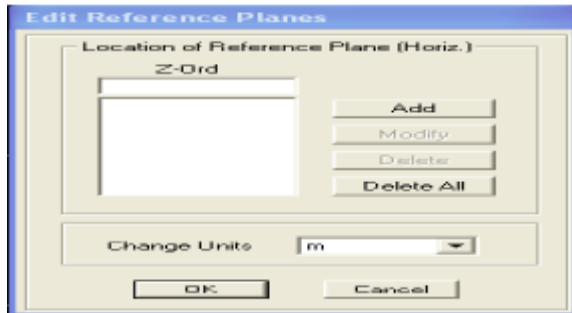 Edit Reference Planes
Location of Reference Plane (Horiz.)
Z-Ord
Add
Modify
Delete
Delete All
Change Units
m
OK
Cancel